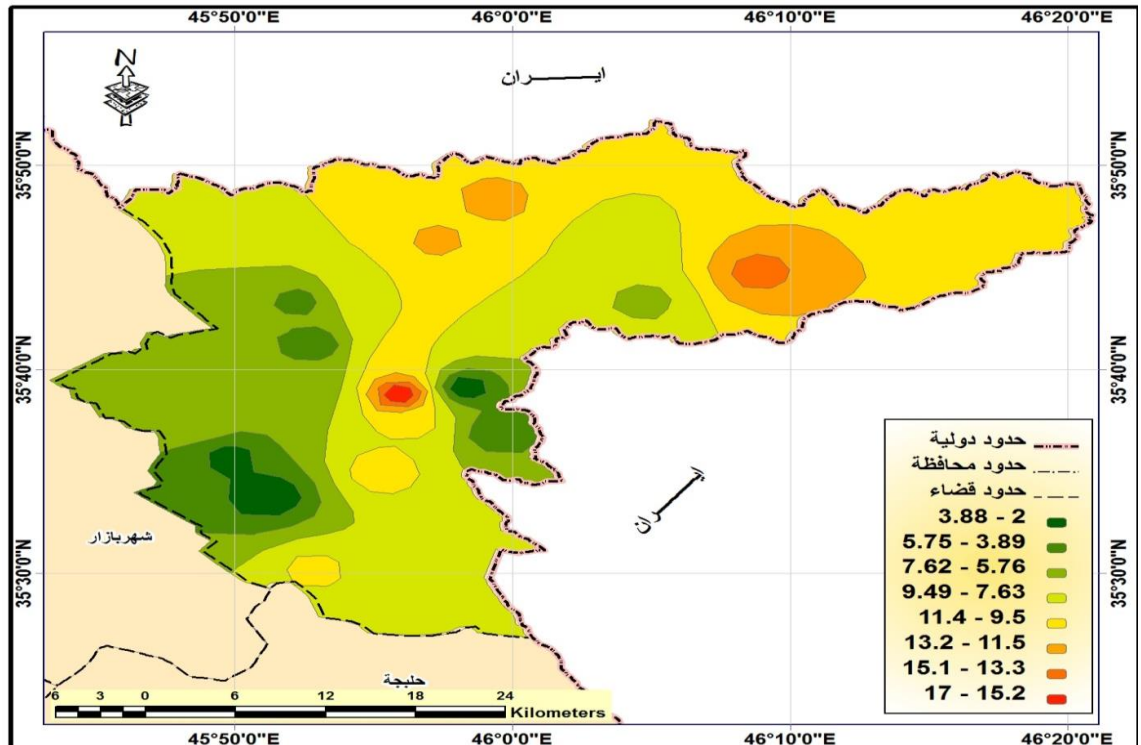 45°50'0"E 46°0'0"E 46°10'0"E 46°20'0"E
N
ايـــــران
35°50'0"N 35°50'0"N
35°40'0"N 35°40'0"N
ايـــران
شهربازار
35°30'0"N 35°30'0"N
حدود دولية
حدود محافظة
حدود قضاء
3.88 - 2
5.75 - 3.89
7.62 - 5.76
9.49 - 7.63
11.4 - 9.5
13.2 - 11.5
15.1 - 13.3
17 - 15.2
حلبجة
6 3 0 6 12 18 24
Kilometers
45°50'0"E 46°0'0"E 46°10'0"E 46°20'0"E